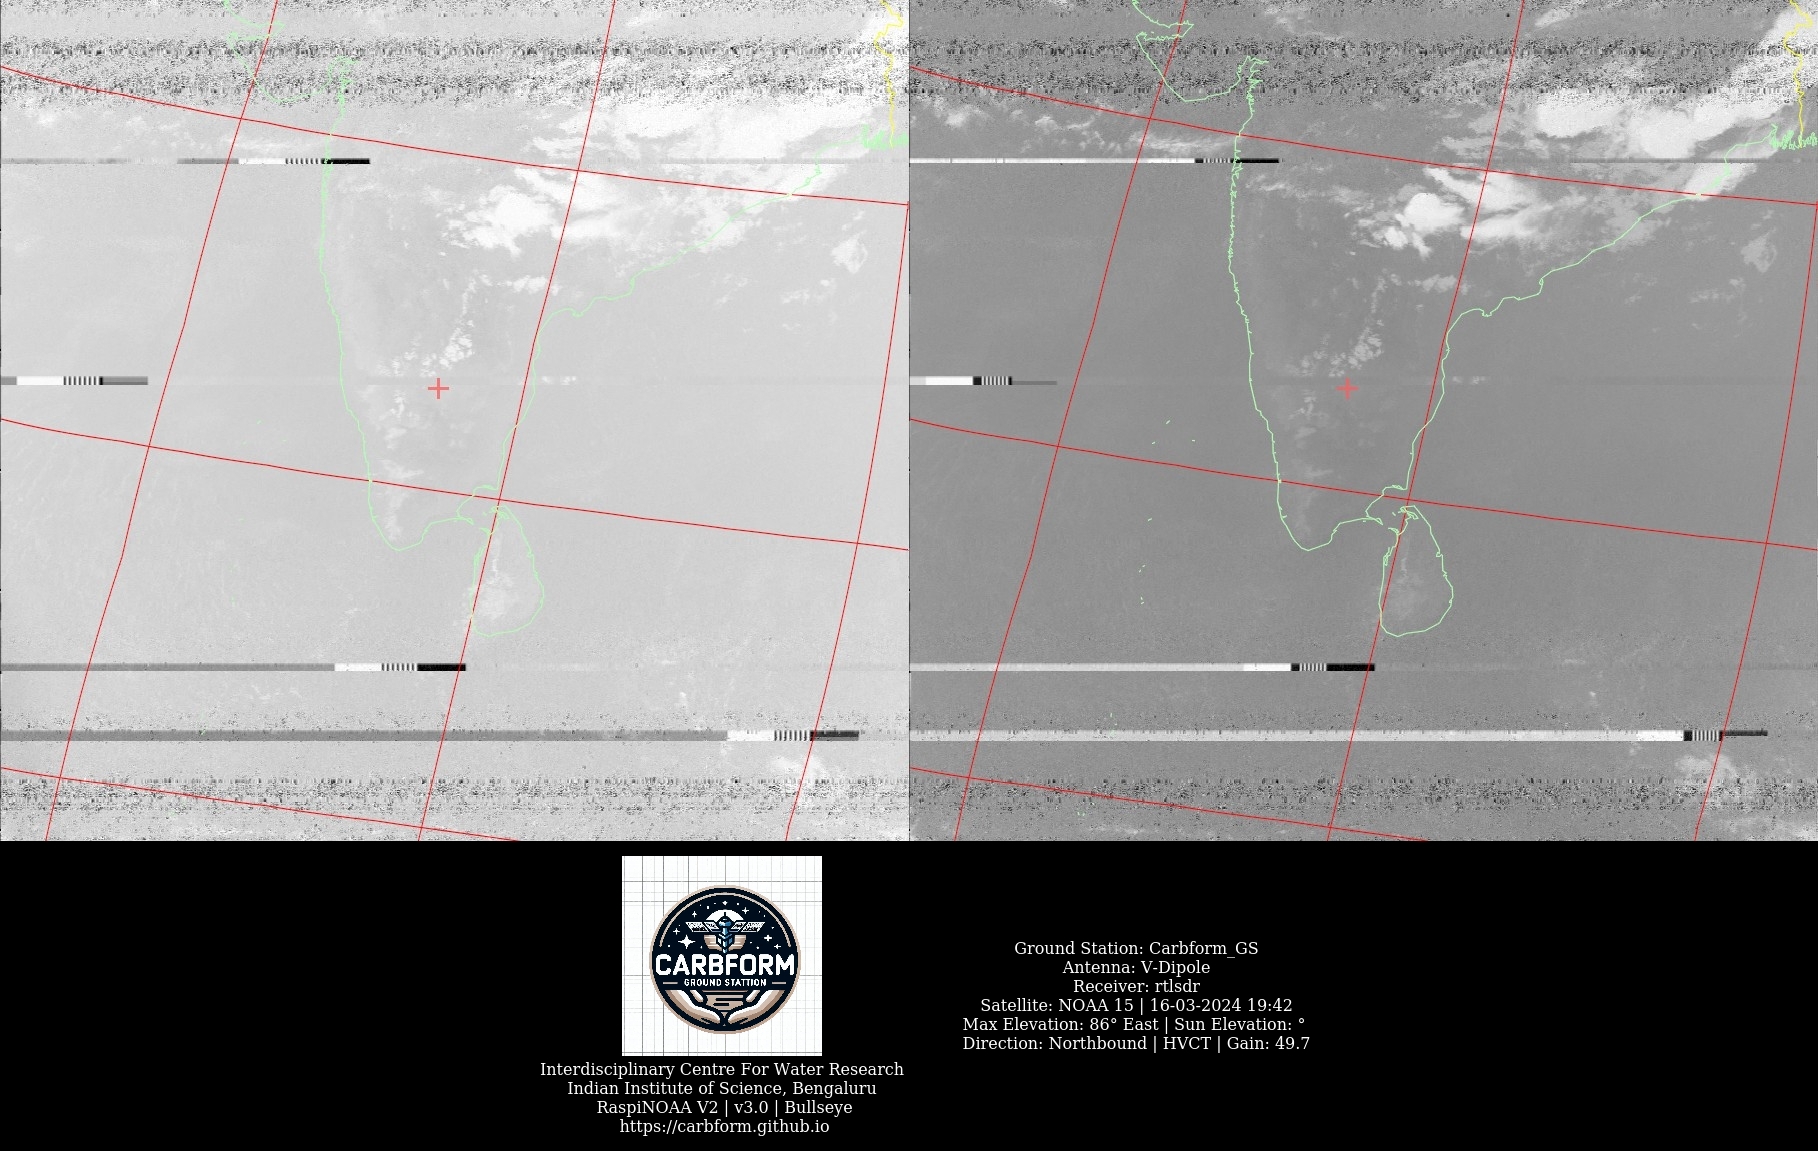 CARBFORM
GROUND STATTION
Interdisciplinary Centre For Water Research
Indian Institute of Science, Bengaluru
RaspiNOAA V2 | v3.0 | Bullseye
https://carbform.github.io
Ground Station: Carbform_GS
Antenna: V-Dipole
Receiver: rtlsdr
Satellite: NOAA 15 | 16-03-2024 19:42
Max Elevation: 86° East | Sun Elevation: °
Direction: Northbound | HVCT | Gain: 49.7